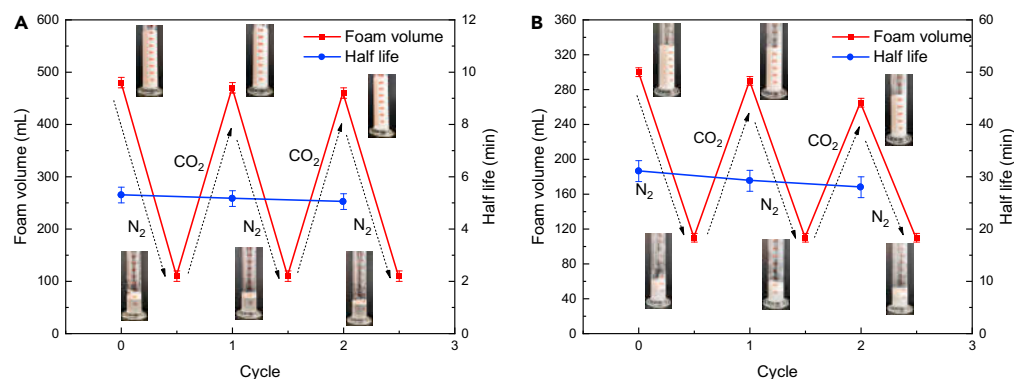 A
600
500
400
300
200
100
0
Foam volume (mL)
12
10
8
6
4
2
0
Half life (min)
Foam volume
Half life
N₂
CO₂
N₂
CO₂
N₂
0
1
2
3
Cycle
B
360
320
280
240
200
160
120
80
40
0
Foam volume (mL)
60
50
40
30
20
10
0
Half life (min)
Foam volume
Half life
N₂
CO₂
N₂
CO₂
N₂
0
1
2
3
Cycle